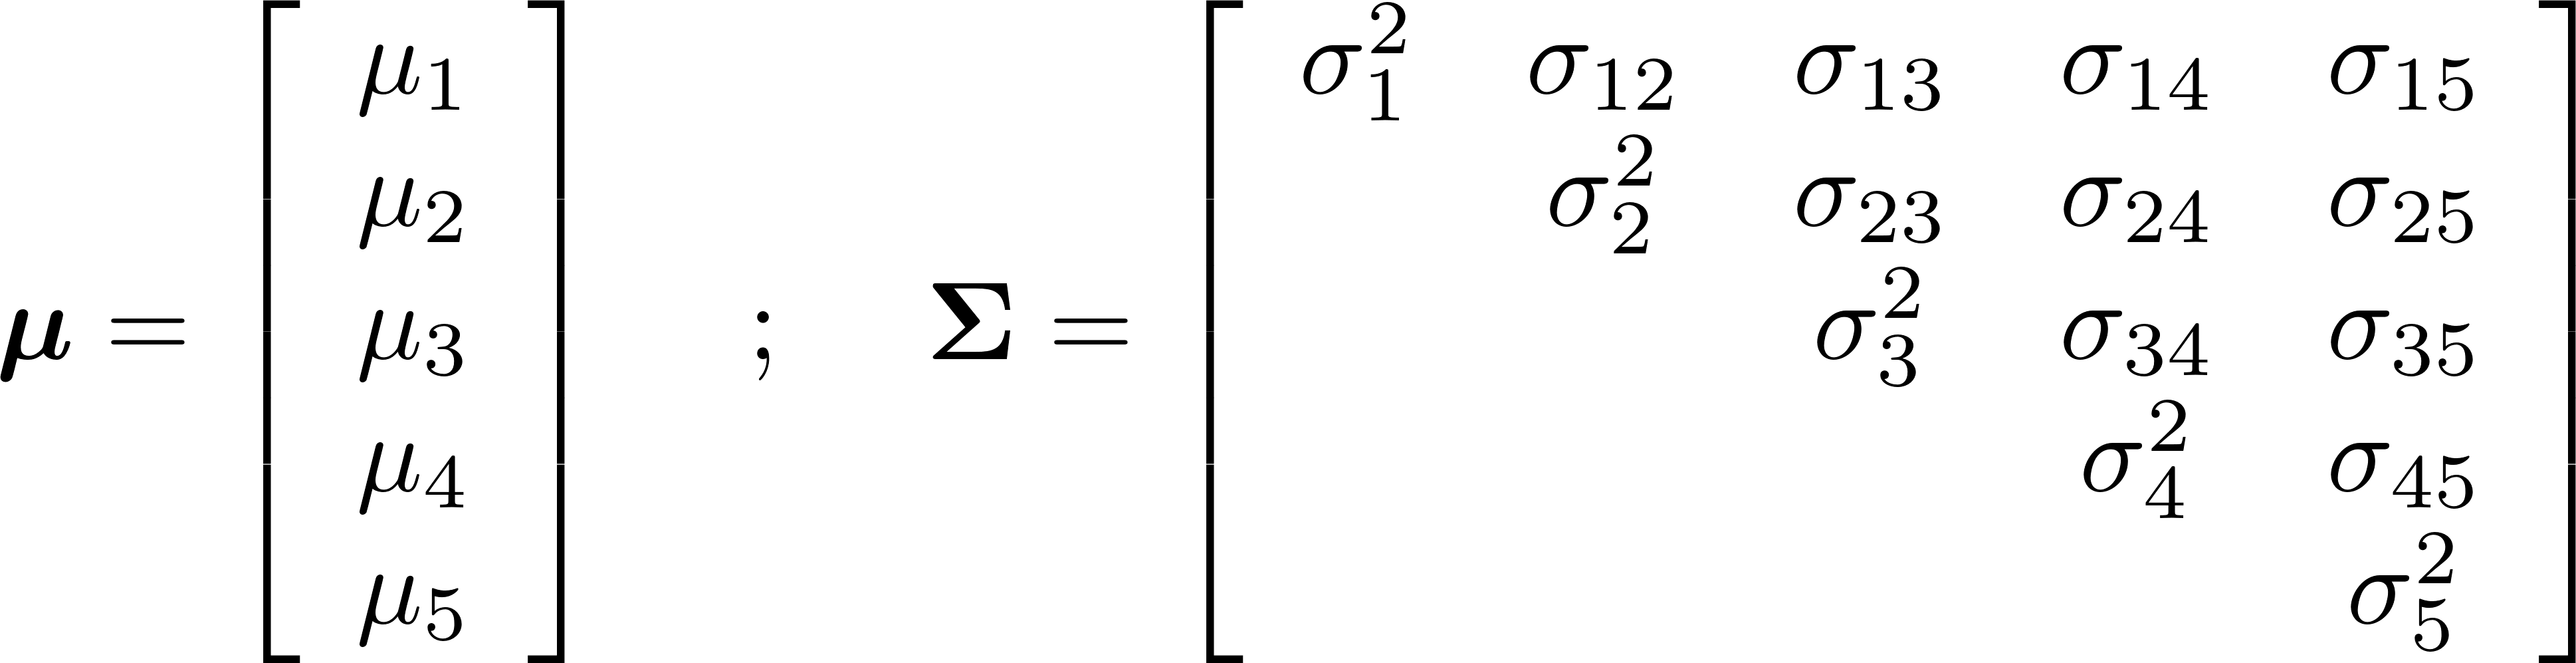 μ = [ μ₁ μ₂ μ₃ μ₄ μ₅ ] ; Σ = [ σ₁² σ₁₂ σ₁₃ σ₁₄ σ₁₅
σ₂² σ₂₃ σ₂₄ σ₂₅
σ₃² σ₃₄ σ₃₅
σ₄² σ₄₅
σ₅² ]